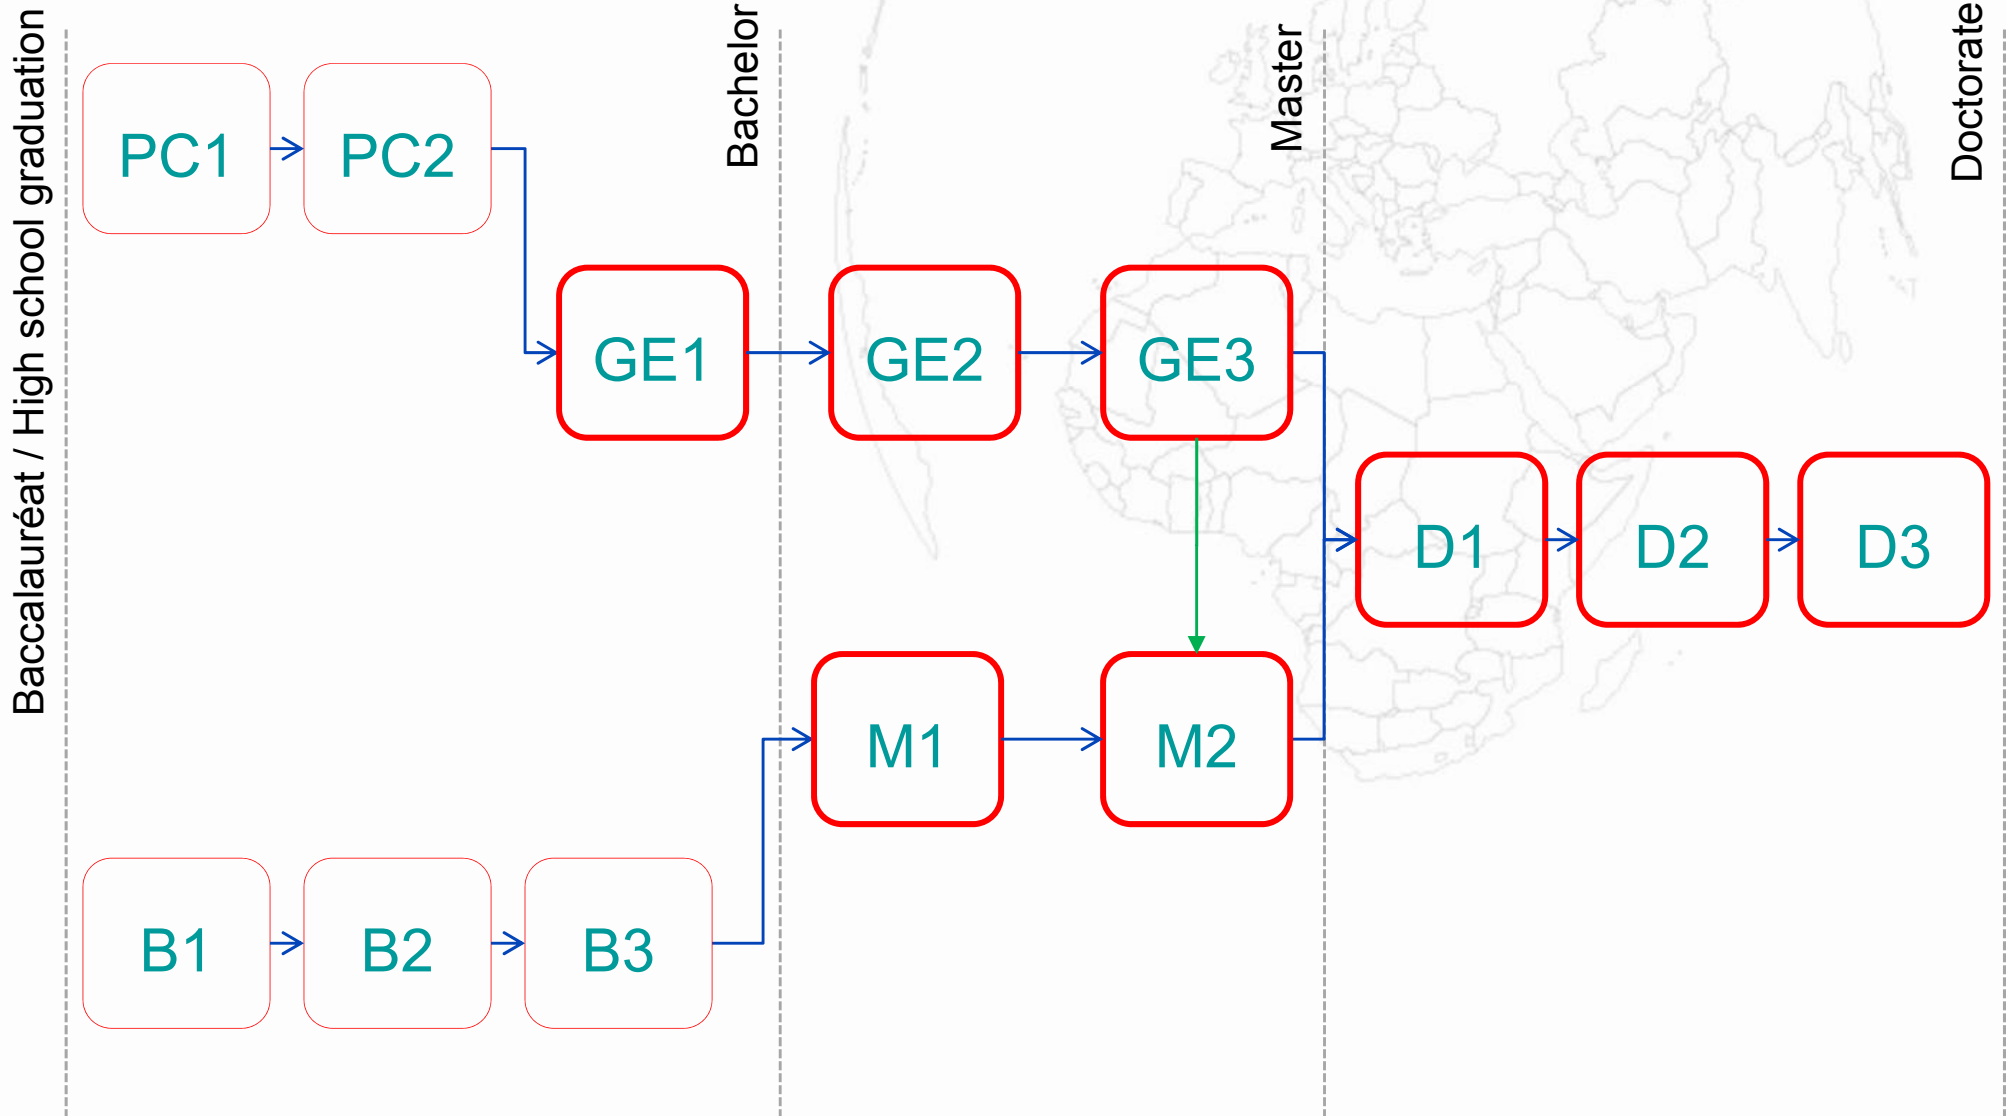 Baccalauréat / High school graduation
Bachelor
Master
Doctorate
PC1
PC2
GE1
GE2
GE3
D1
D2
D3
M1
M2
B1
B2
B3